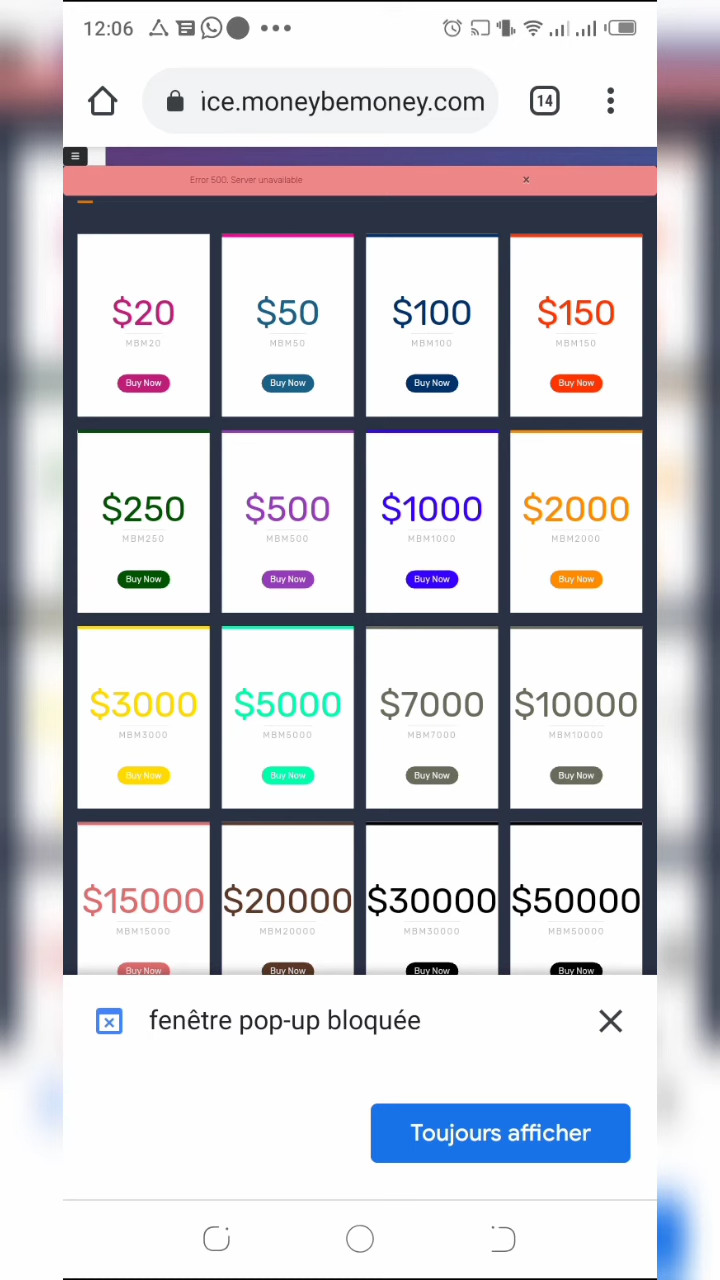 12:06
ice.moneybemoney.com
14
Error 500. Server unavailable
$20
MBM20
Buy Now
$50
MBM50
Buy Now
$100
MBM100
Buy Now
$150
MBM150
Buy Now
$250
MBM250
Buy Now
$500
MBM500
Buy Now
$1000
MBM1000
Buy Now
$2000
MBM2000
Buy Now
$3000
MBM3000
Buy Now
$5000
MBM5000
Buy Now
$7000
MBM7000
Buy Now
$10000
MBM10000
Buy Now
$15000
MBM15000
Buy Now
$20000
MBM20000
Buy Now
$30000
MBM30000
Buy Now
$50000
MBM50000
Buy Now
fenêtre pop-up bloquée
Toujours afficher